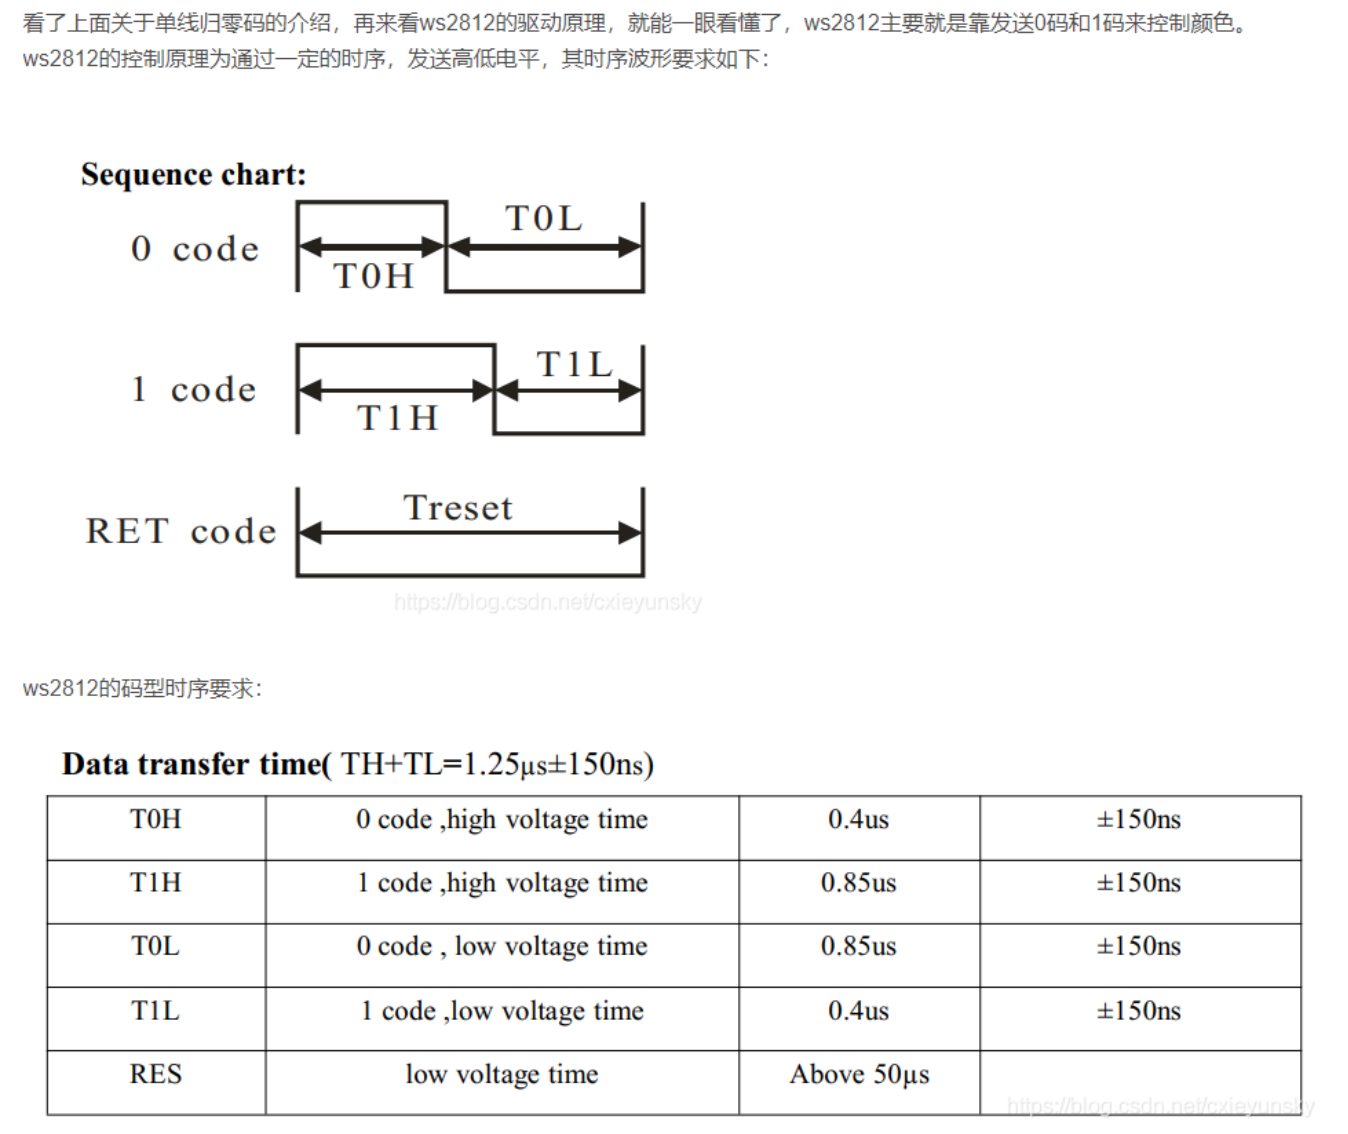 看了上面关于单线归零码的介绍，再来看ws2812的驱动原理，就能一眼看懂了，ws2812主要就是靠发送0码和1码来控制颜色。
ws2812的控制原理为通过一定的时序，发送高低电平，其时序波形要求如下：
Sequence chart:
0 code
T0H
T0L
1 code
T1H
T1L
RET code
Treset
https://blog.csdn.net/cxieyunsky
ws2812的码型时序要求：
Data transfer time( TH+TL=1.25μs±150ns)
T0H 0 code ,high voltage time 0.4us ±150ns
T1H 1 code ,high voltage time 0.85us ±150ns
T0L 0 code , low voltage time 0.85us ±150ns
T1L 1 code ,low voltage time 0.4us ±150ns
RES low voltage time Above 50μs
https://blog.csdn.net/cxieyunsky